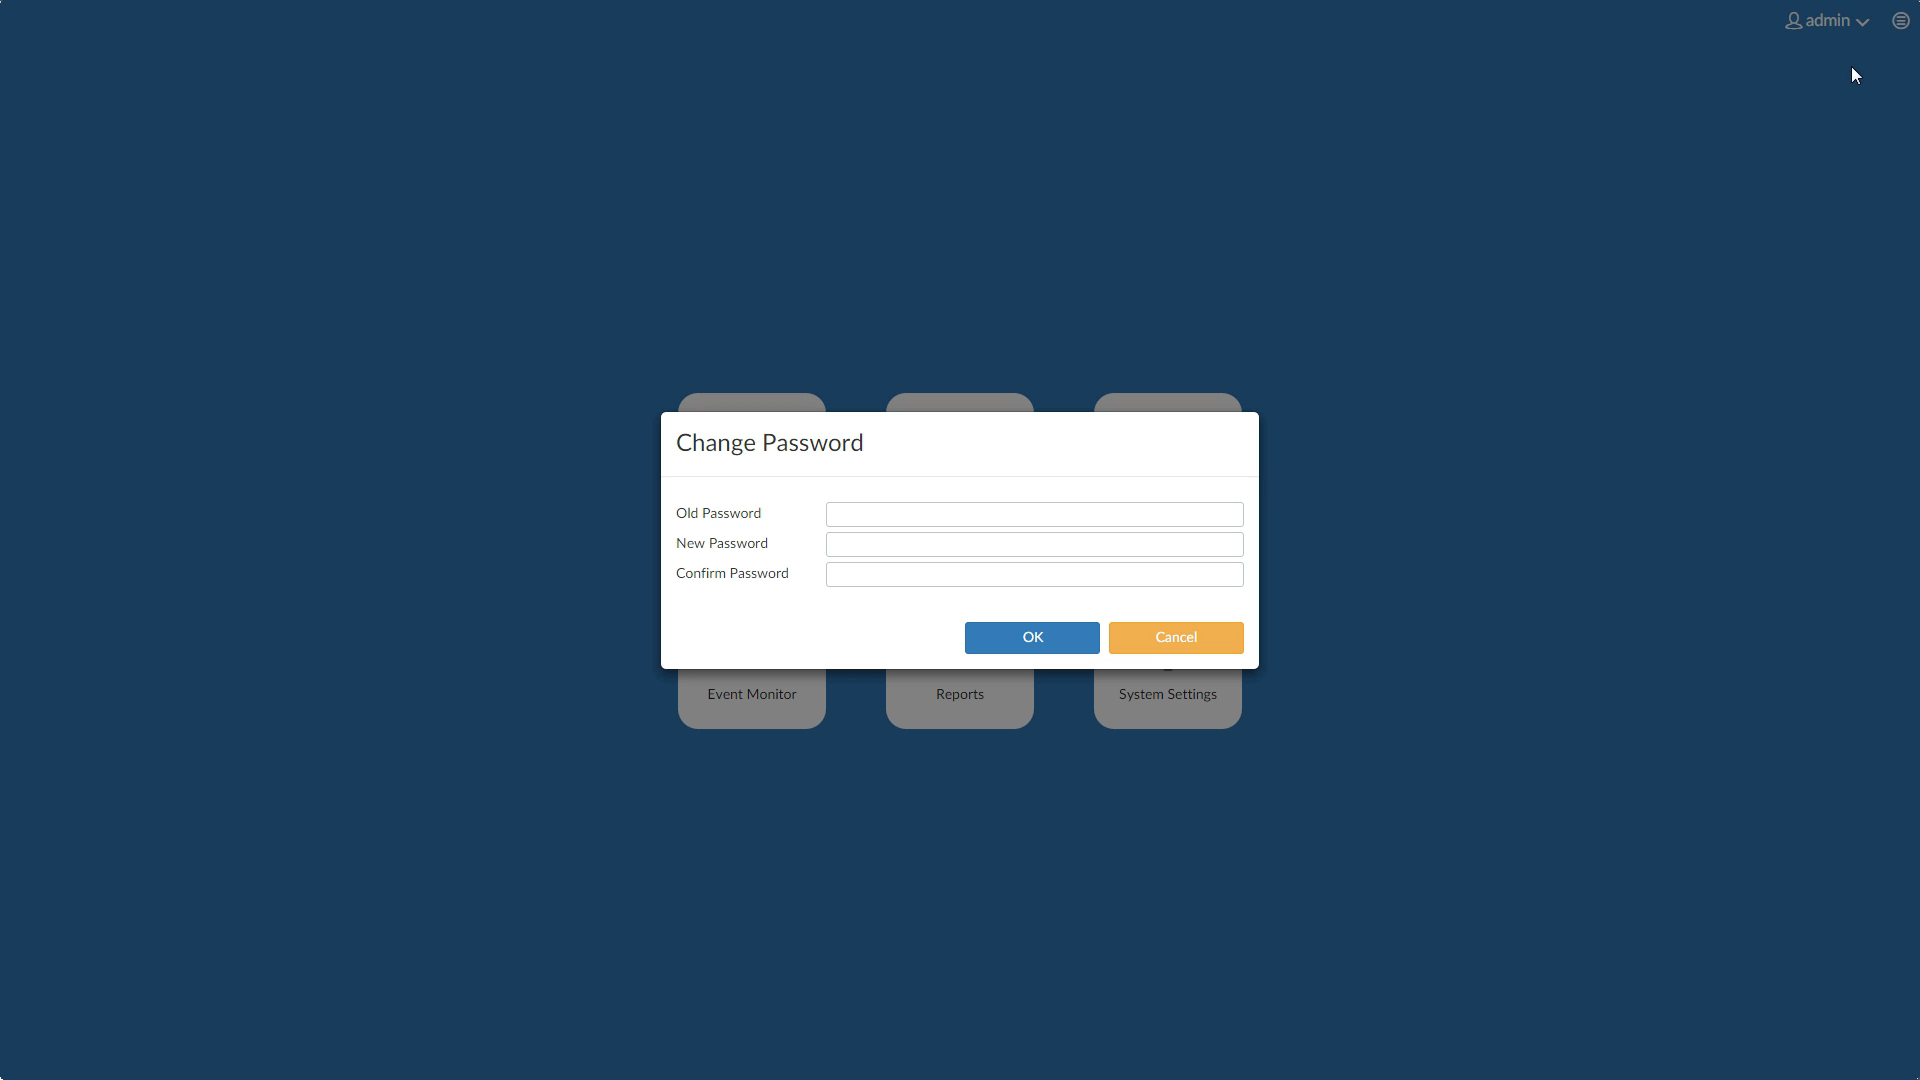 admin
Change Password
Old Password
New Password
Confirm Password
OK Cancel
Event Monitor Reports System Settings